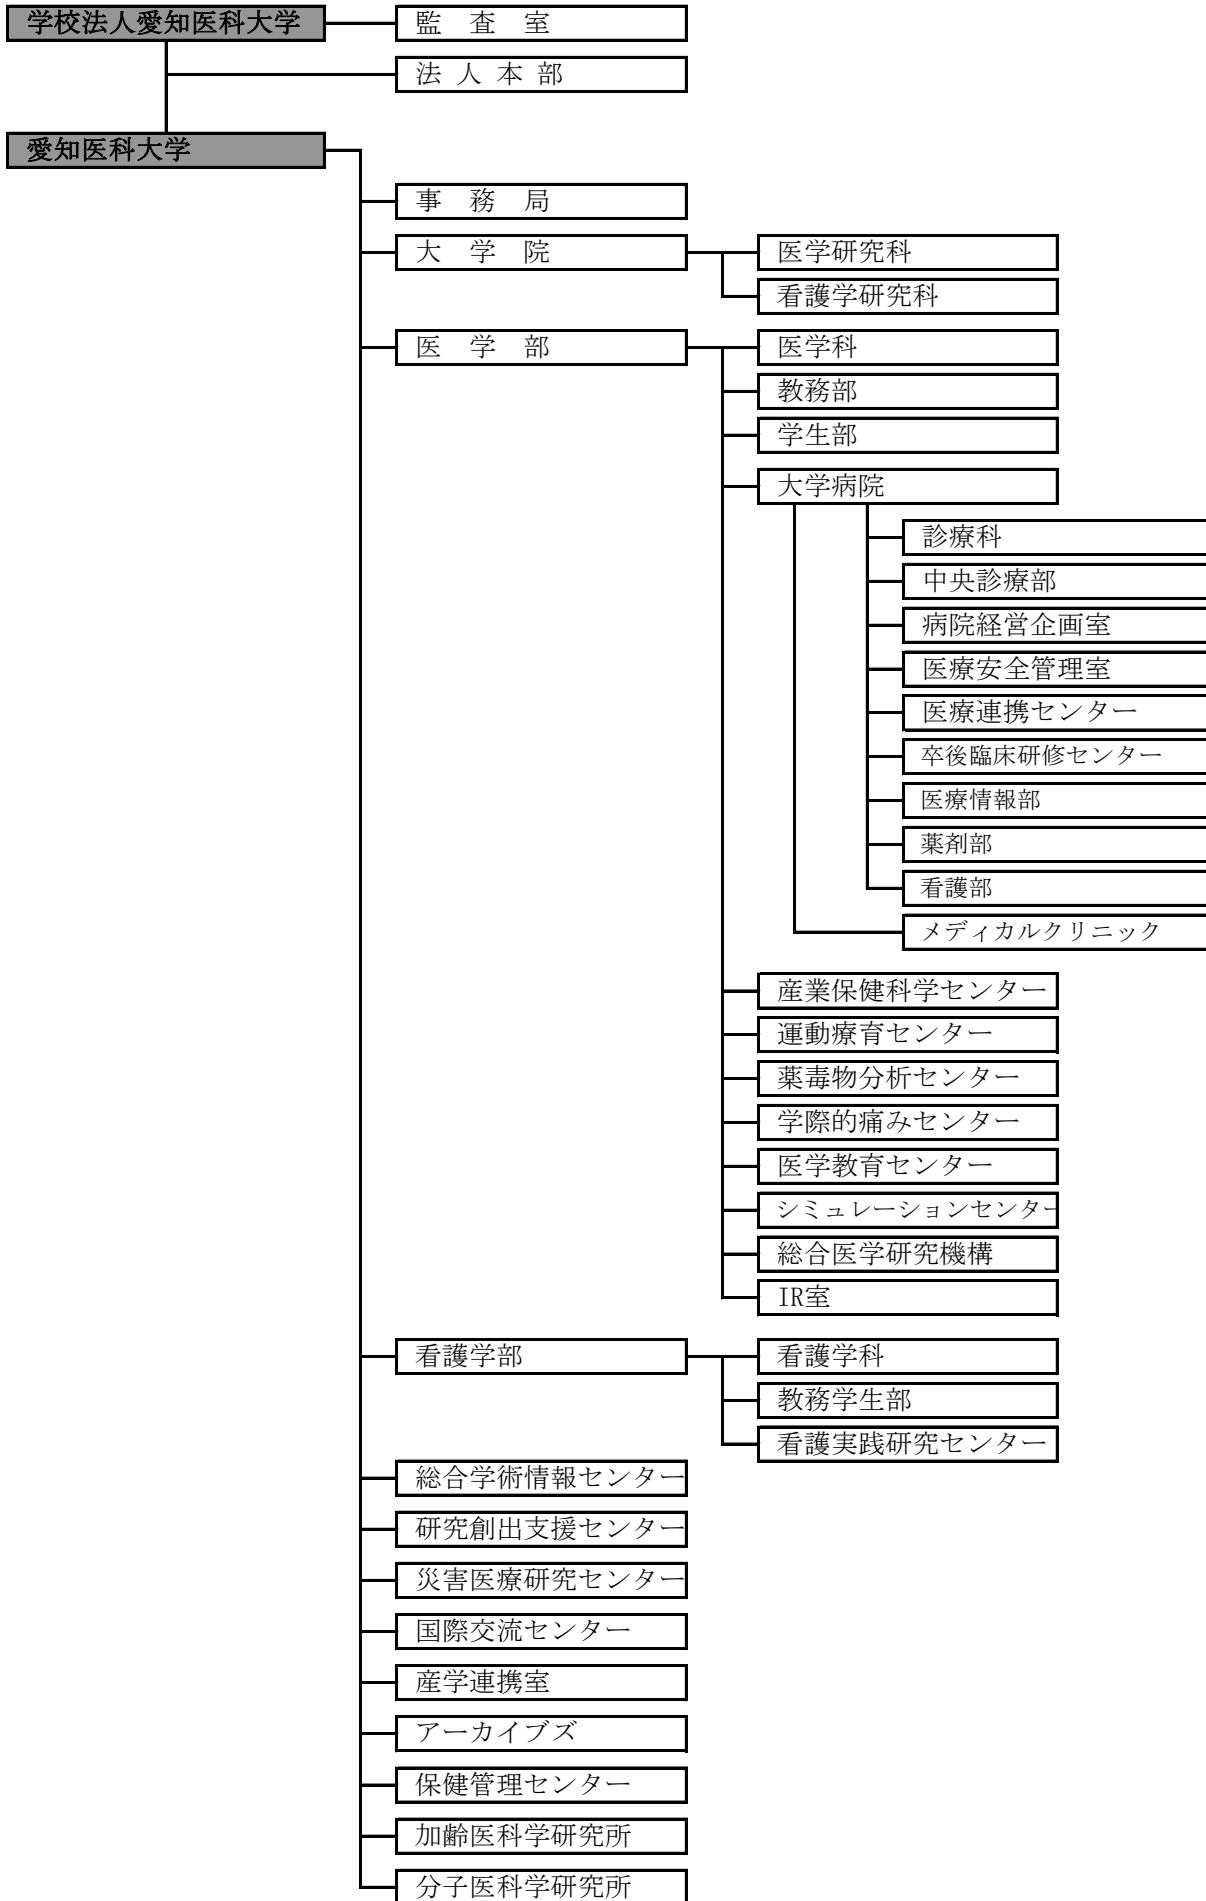 学校法人愛知医科大学
監 査 室
法 人 本 部
愛知医科大学
事 務 局
大 学 院
医学研究科
看護学研究科
医 学 部
医学科
教務部
学生部
大学病院
診療科
中央診療部
病院経営企画室
医療安全管理室
医療連携センター
卒後臨床研修センター
医療情報部
薬剤部
看護部
メディカルクリニック
産業保健科学センター
運動療育センター
薬毒物分析センター
学際的痛みセンター
医学教育センター
シミュレーションセンター
総合医学研究機構
IR室
看護学部
看護学科
教務学生部
看護実践研究センター
総合学術情報センター
研究創出支援センター
災害医療研究センター
国際交流センター
産学連携室
アーカイブズ
保健管理センター
加齢医科学研究所
分子医科学研究所